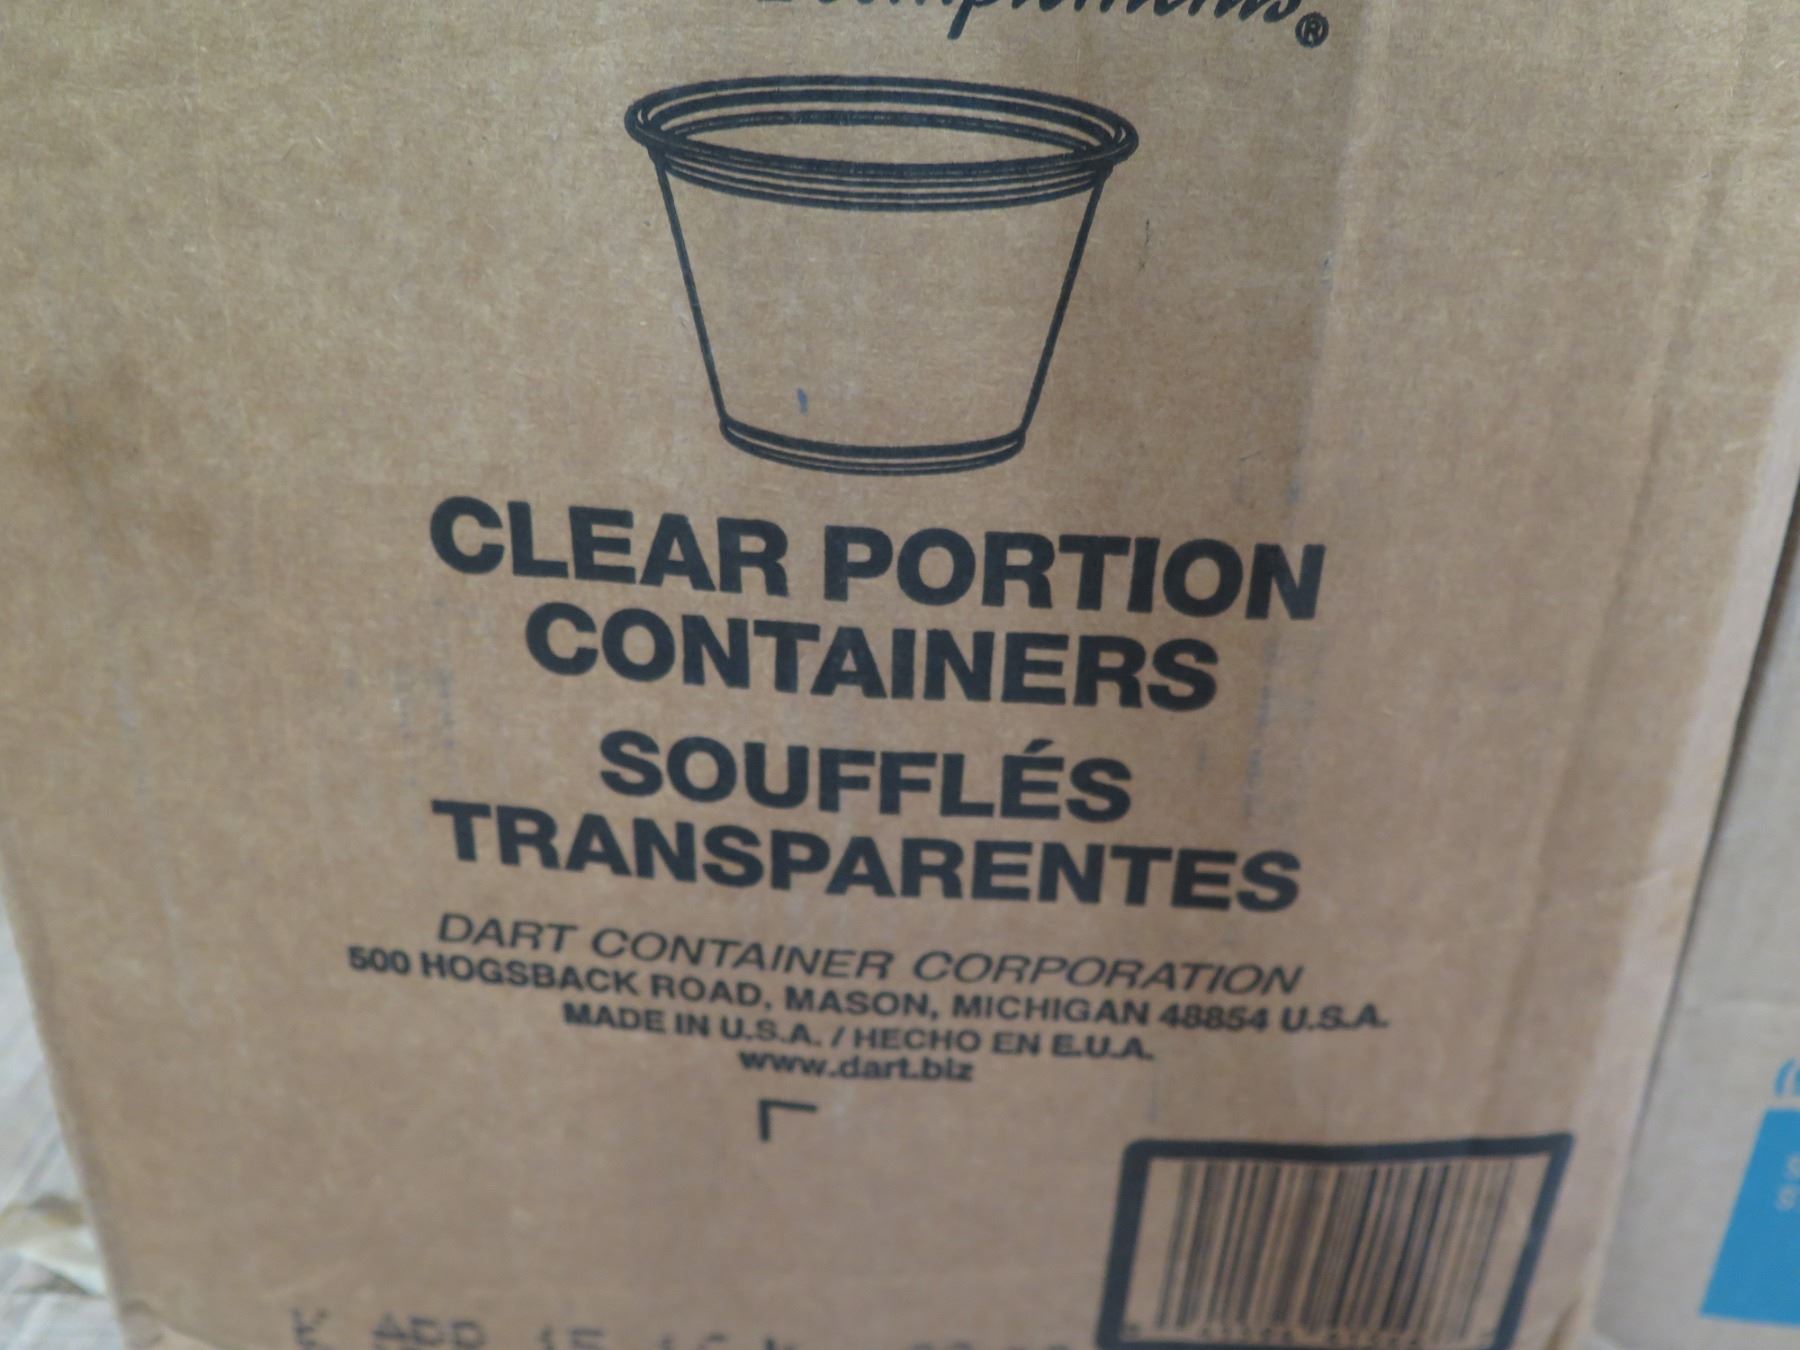 ®
CLEAR PORTION
CONTAINERS
SOUFFLÉS
TRANSPARENTES
DART CONTAINER CORPORATION
500 HOGSBACK ROAD, MASON, MICHIGAN 48854 U.S.A.
MADE IN U.S.A. / HECHO EN E.U.A.
www.dart.biz